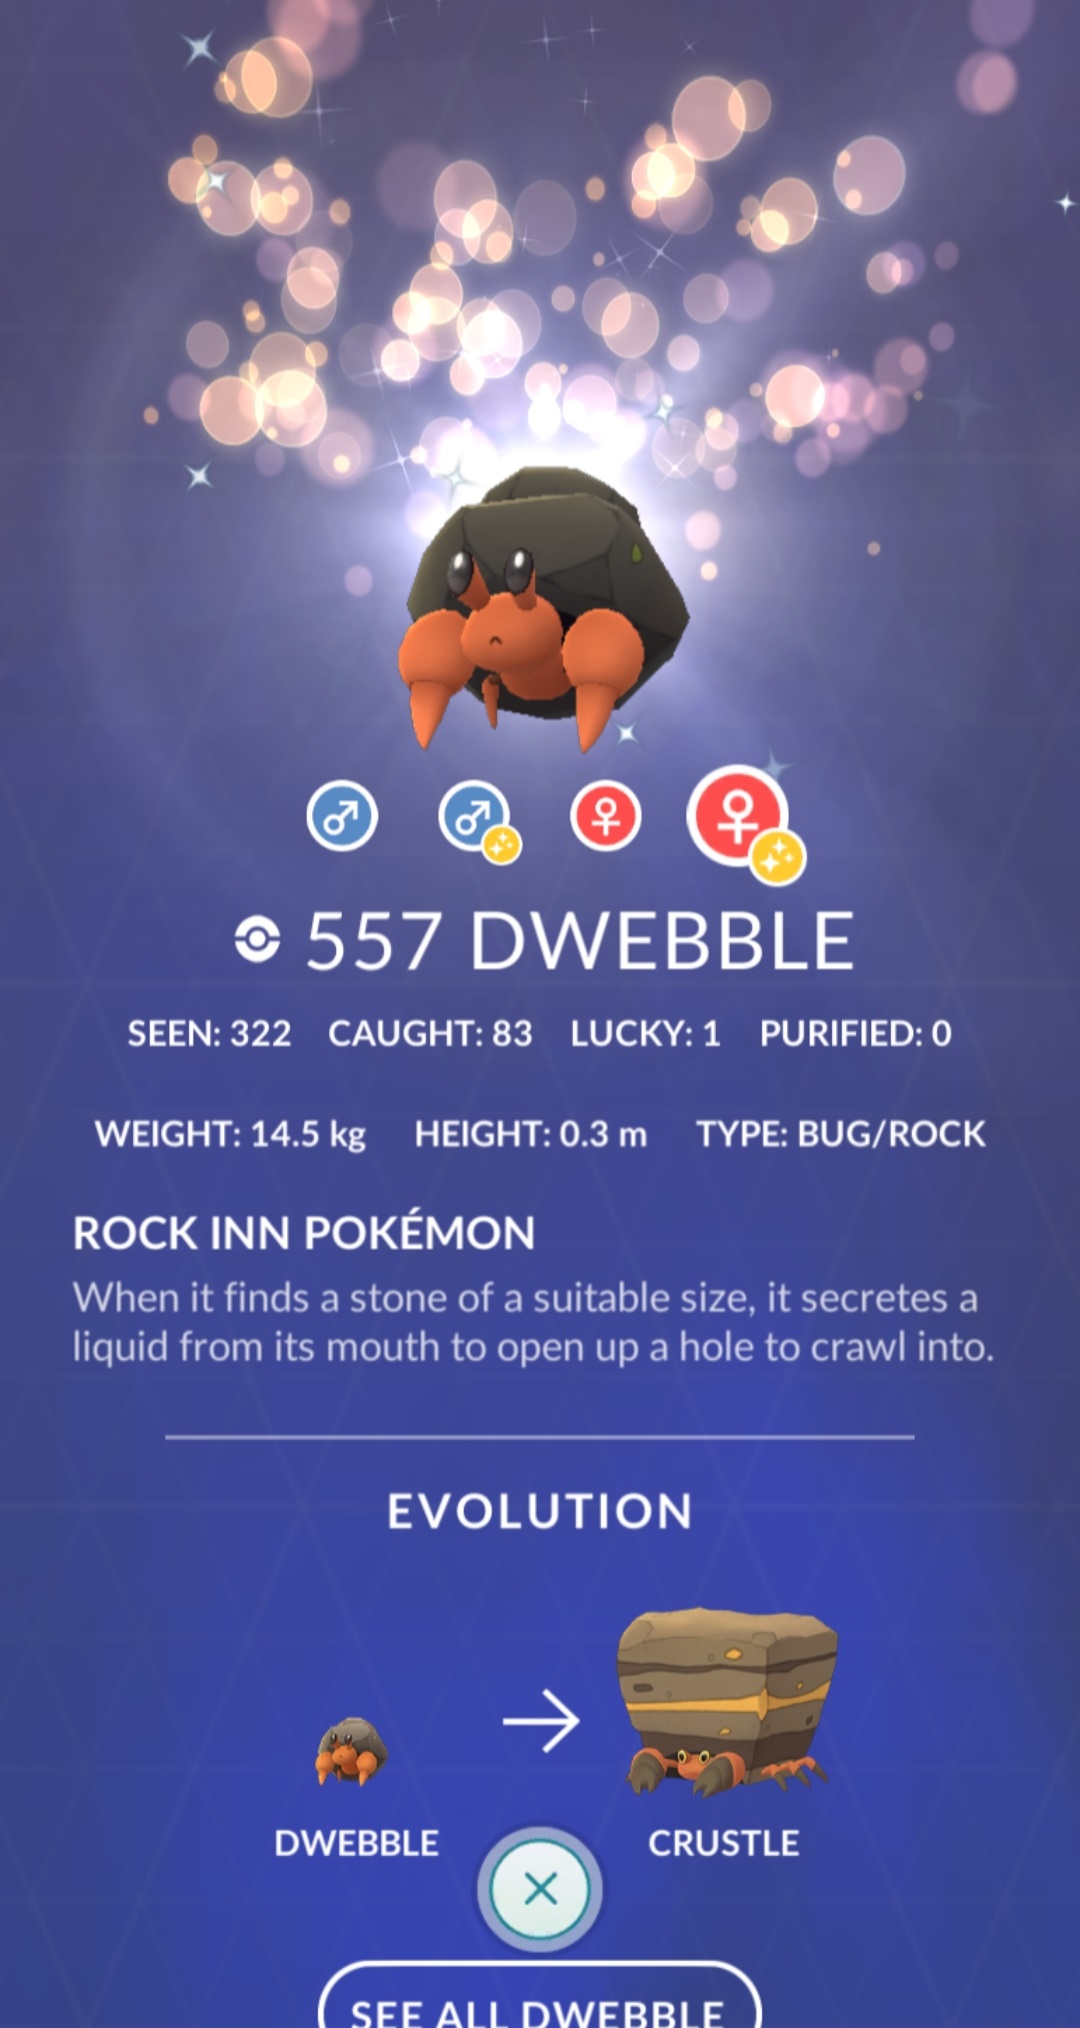 557 DWEBBLE
SEEN: 322 CAUGHT: 83 LUCKY: 1 PURIFIED: 0
WEIGHT: 14.5 kg HEIGHT: 0.3 m TYPE: BUG/ROCK
ROCK INN POKÉMON
When it finds a stone of a suitable size, it secretes a
liquid from its mouth to open up a hole to crawl into.
EVOLUTION
DWEBBLE CRUSTLE
SEE ALL DWEBBLE